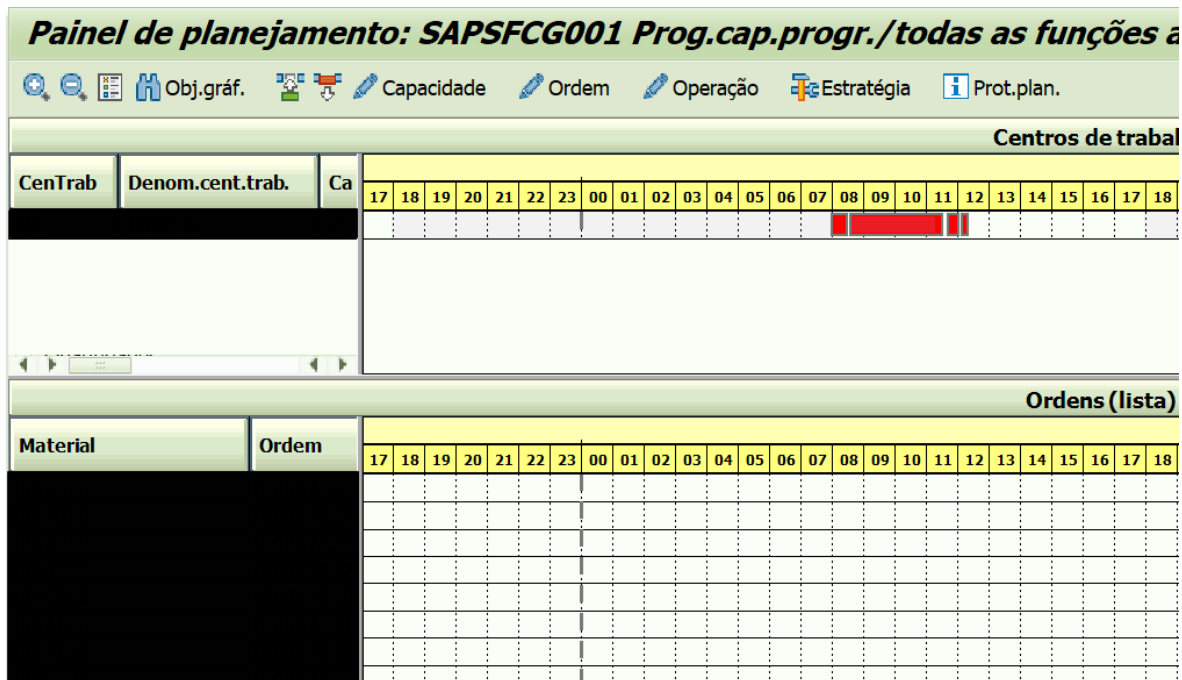 Painel de planejamento: SAPSFCG001 Prog.cap.progr./todas as funções a
Obj.gráf. Capacidade Ordem Operação Estratégia Prot.plan.
Centros de trabal
CenTrab Denom.cent.trab. Ca
17 18 19 20 21 22 23 00 01 02 03 04 05 06 07 08 09 10 11 12 13 14 15 16 17 18
Ordens (lista)
Material Ordem
17 18 19 20 21 22 23 00 01 02 03 04 05 06 07 08 09 10 11 12 13 14 15 16 17 18